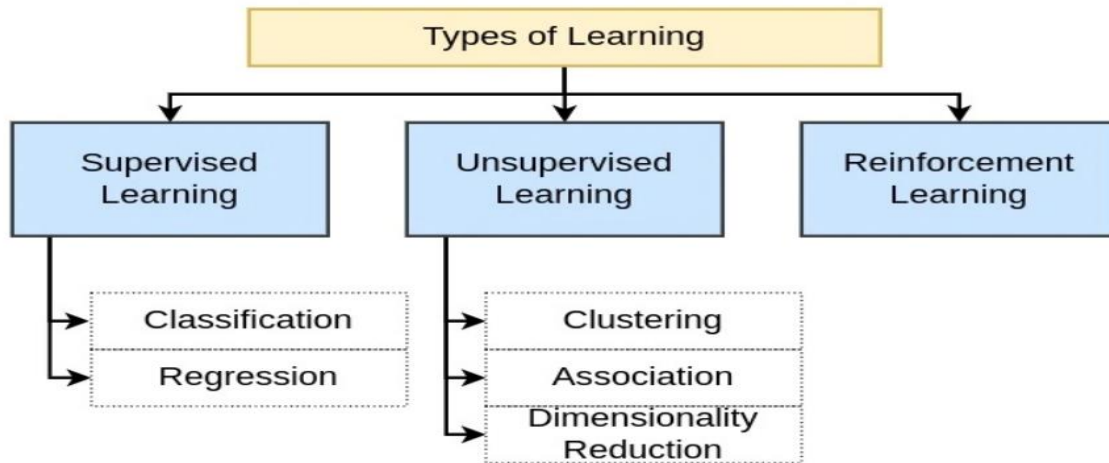 Types of Learning
Supervised
Learning
Unsupervised
Learning
Reinforcement
Learning
Classification
Regression
Clustering
Association
Dimensionality
Reduction